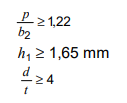 p/b₂ ≥ 1,22
h₁ ≥ 1,65 mm
d/t ≥ 4